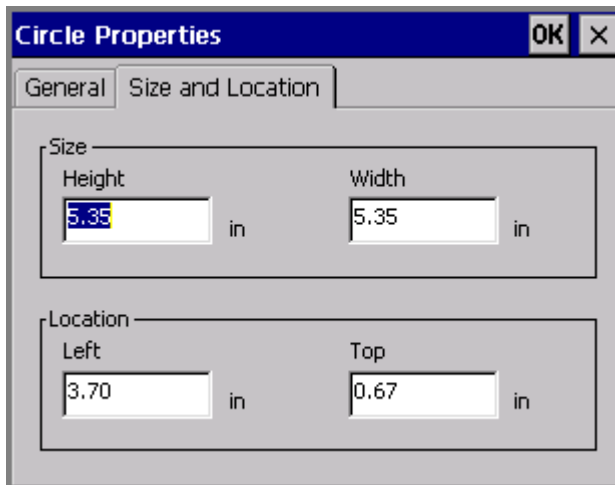 Circle Properties OK ×
General Size and Location
Size
Height Width
5.35 in 5.35 in
Location
Left Top
3.70 in 0.67 in